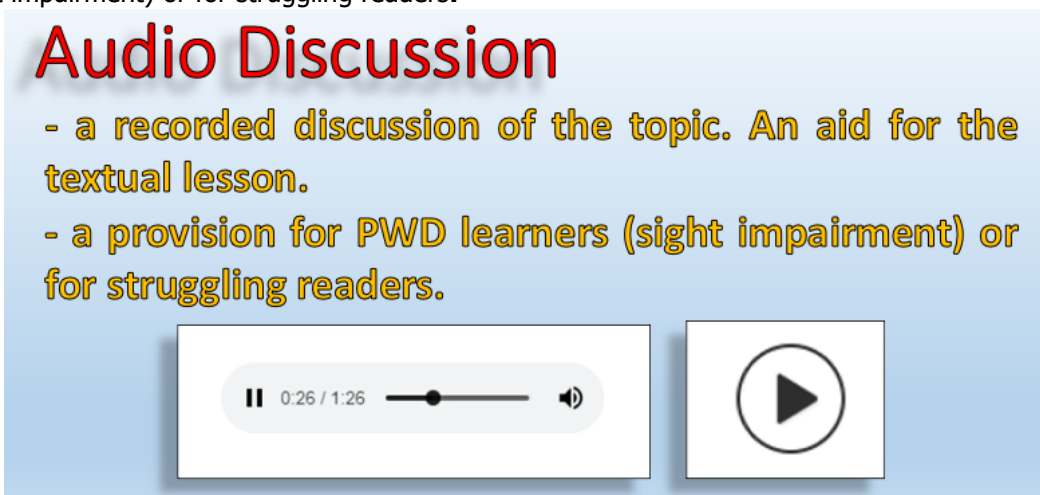 impairment) or for struggling readers.
Audio Discussion
- a recorded discussion of the topic. An aid for the
textual lesson.
- a provision for PWD learners (sight impairment) or
for struggling readers.
0:26 / 1:26